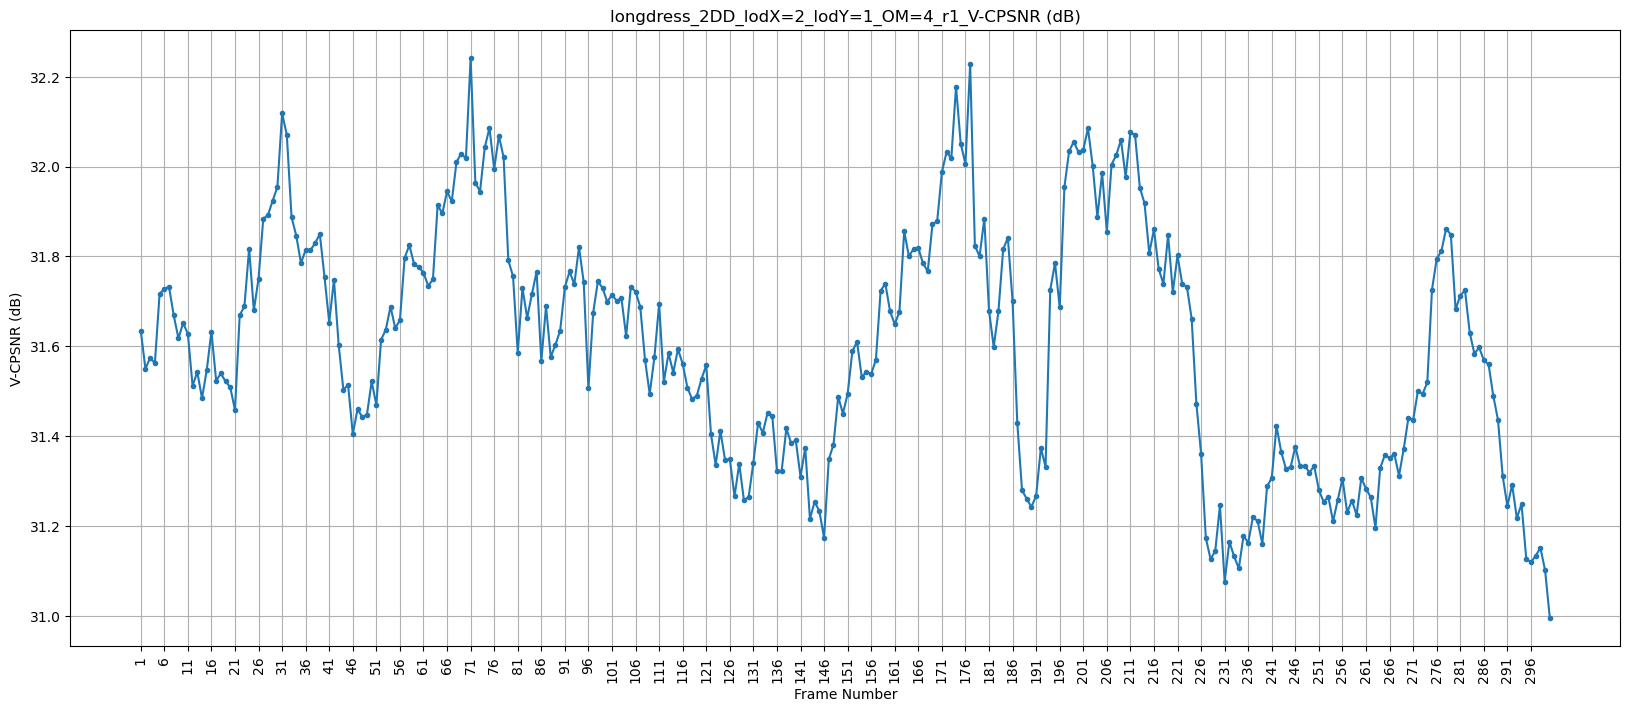 longdress_2DD_lodX=2_lodY=1_OM=4_r1_V-CPSNR (dB)
V-CPSNR (dB)
32.2
32.0
31.8
31.6
31.4
31.2
31.0
1 6 11 16 21 26 31 36 41 46 51 56 61 66 71 76 81 86 91 96 101 106 111 116 121 126 131 136 141 146 151 156 161 166 171 176 181 186 191 196 201 206 211 216 221 226 231 236 241 246 251 256 261 266 271 276 281 286 291 296
Frame Number